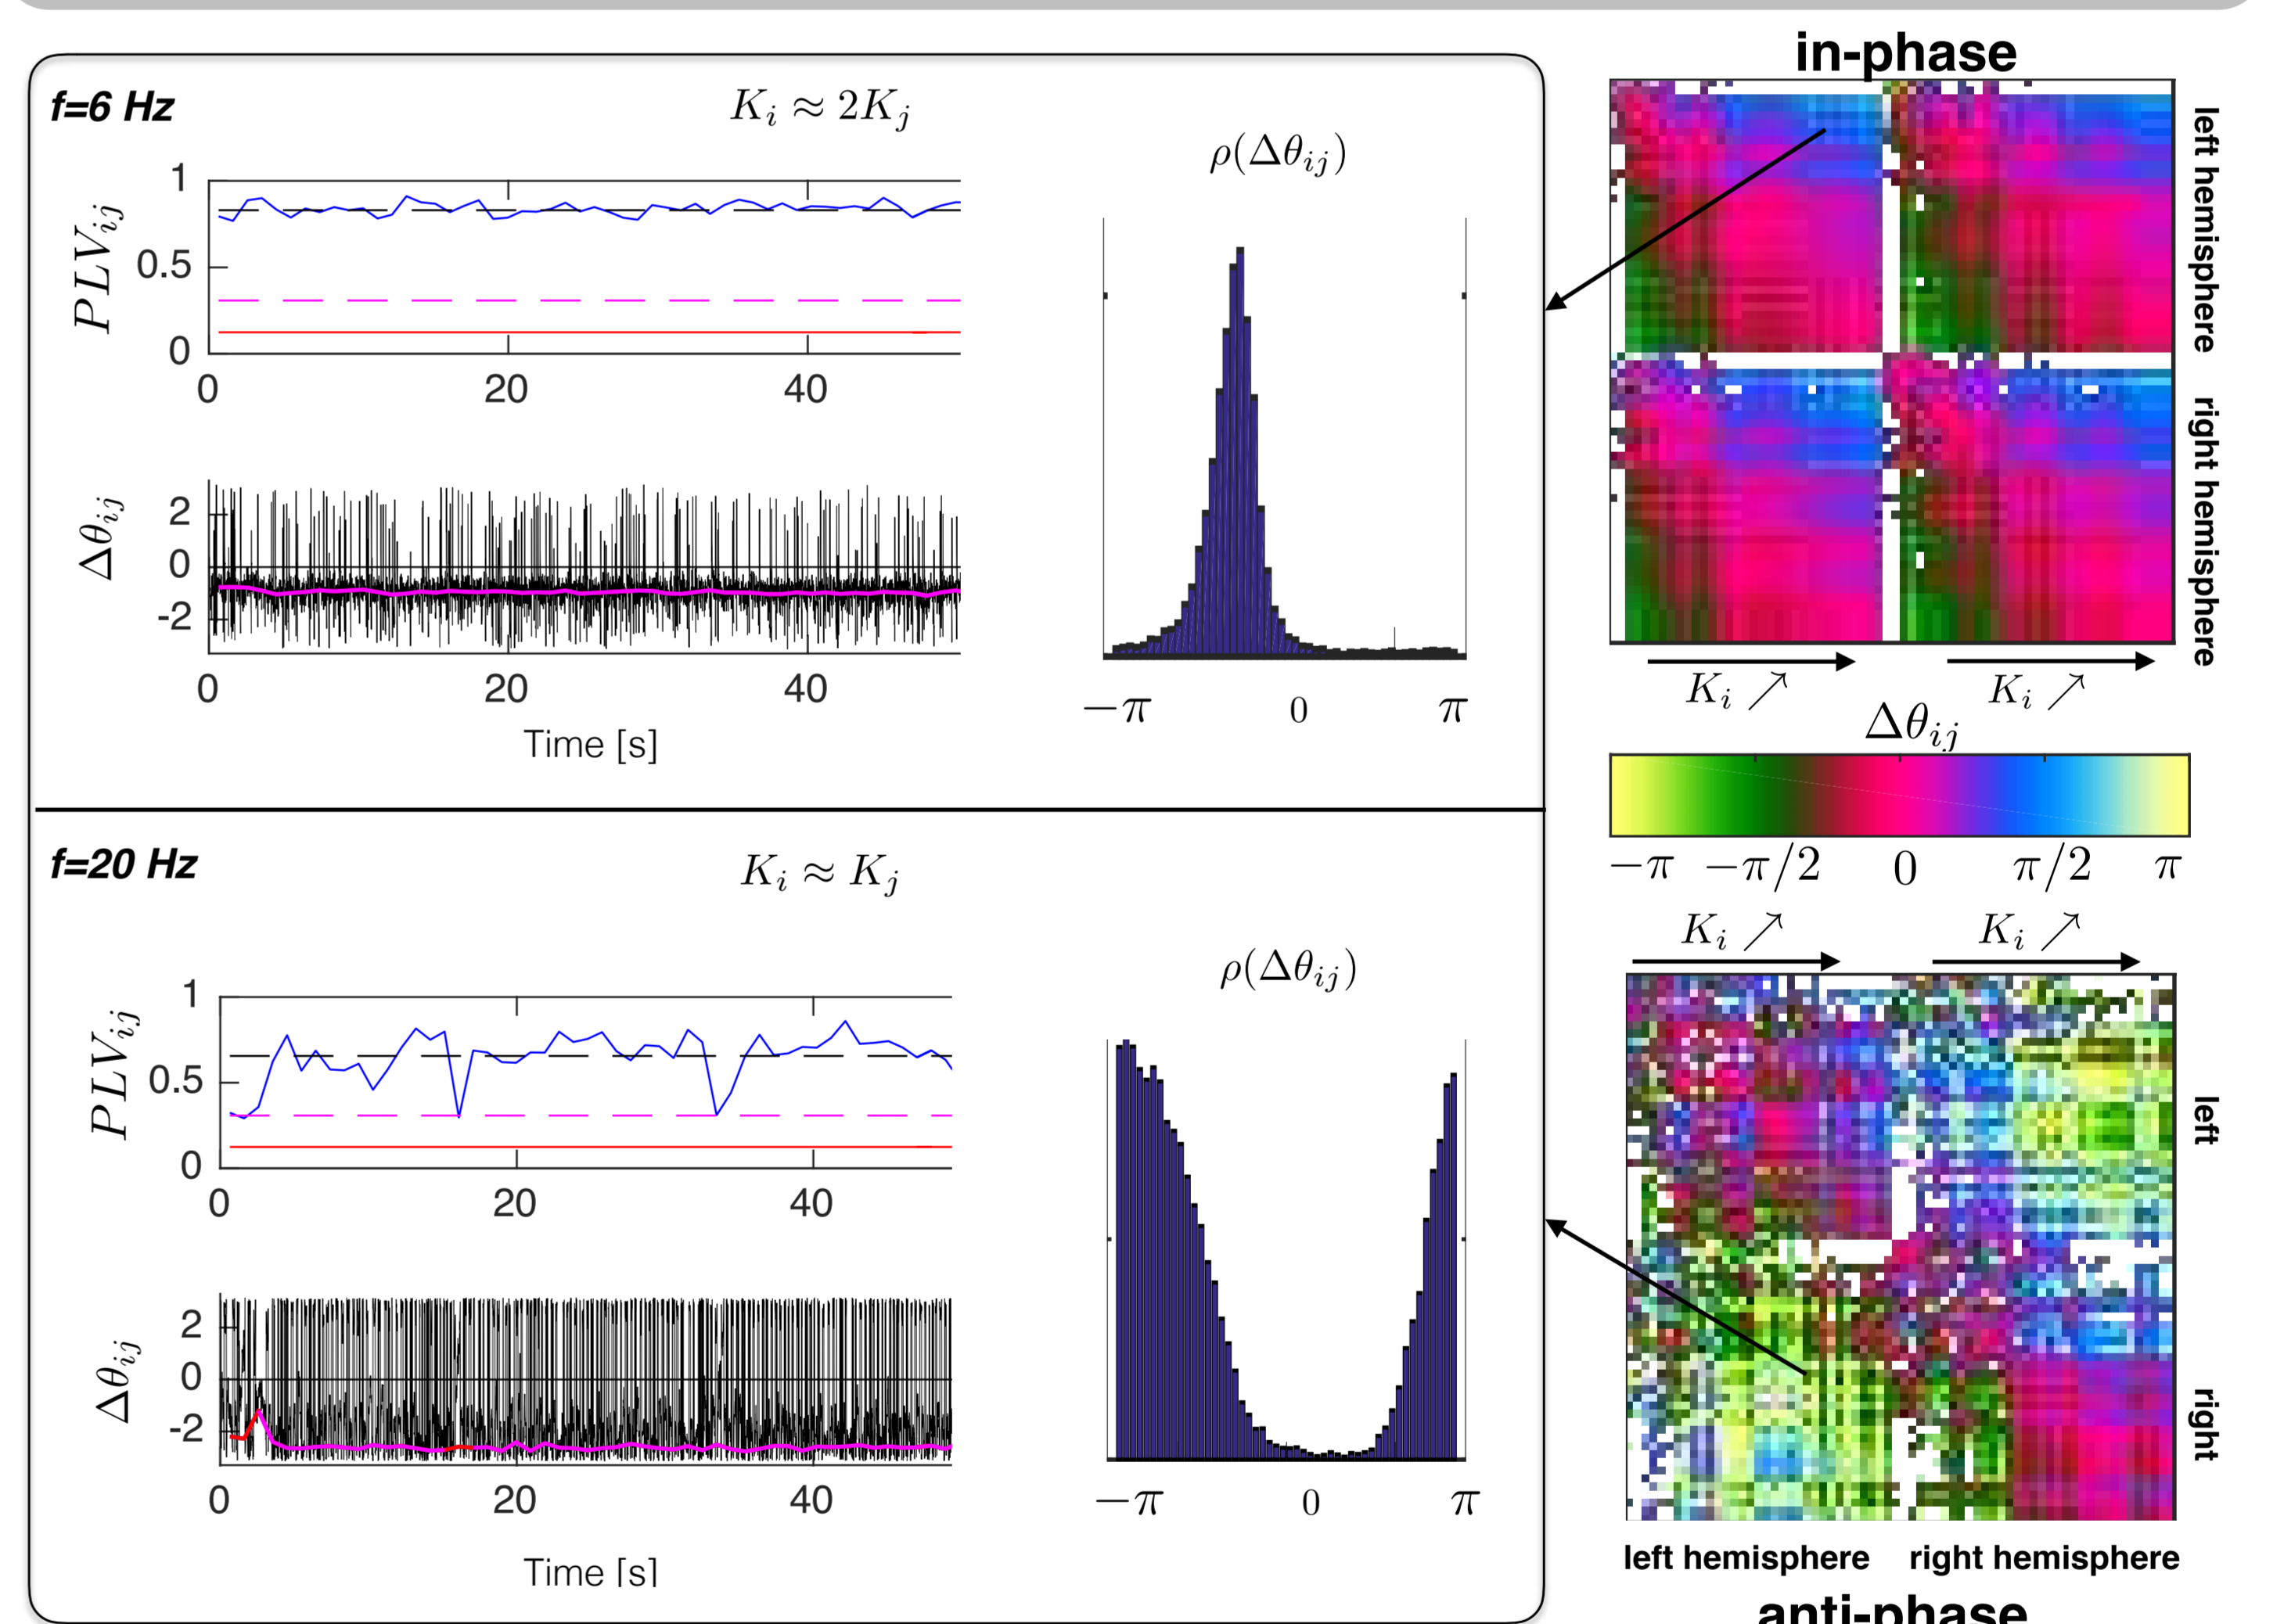 f=6 Hz
K_i ≈ 2K_j
PLV_ij
1
0.5
0
0 20 40
Δθ_ij
2
0
-2
0 20 40
Time [s]
ρ(Δθ_ij)
−π 0 π
f=20 Hz
K_i ≈ K_j
PLV_ij
1
0.5
0
0 20 40
Δθ_ij
2
0
-2
0 20 40
Time [s]
ρ(Δθ_ij)
−π 0 π
in-phase
left hemisphere
right hemisphere
K_i ↗ K_i ↗
Δθ_ij
−π −π/2 0 π/2 π
K_i ↗ K_i ↗
left
right
left hemisphere right hemisphere
anti-phase